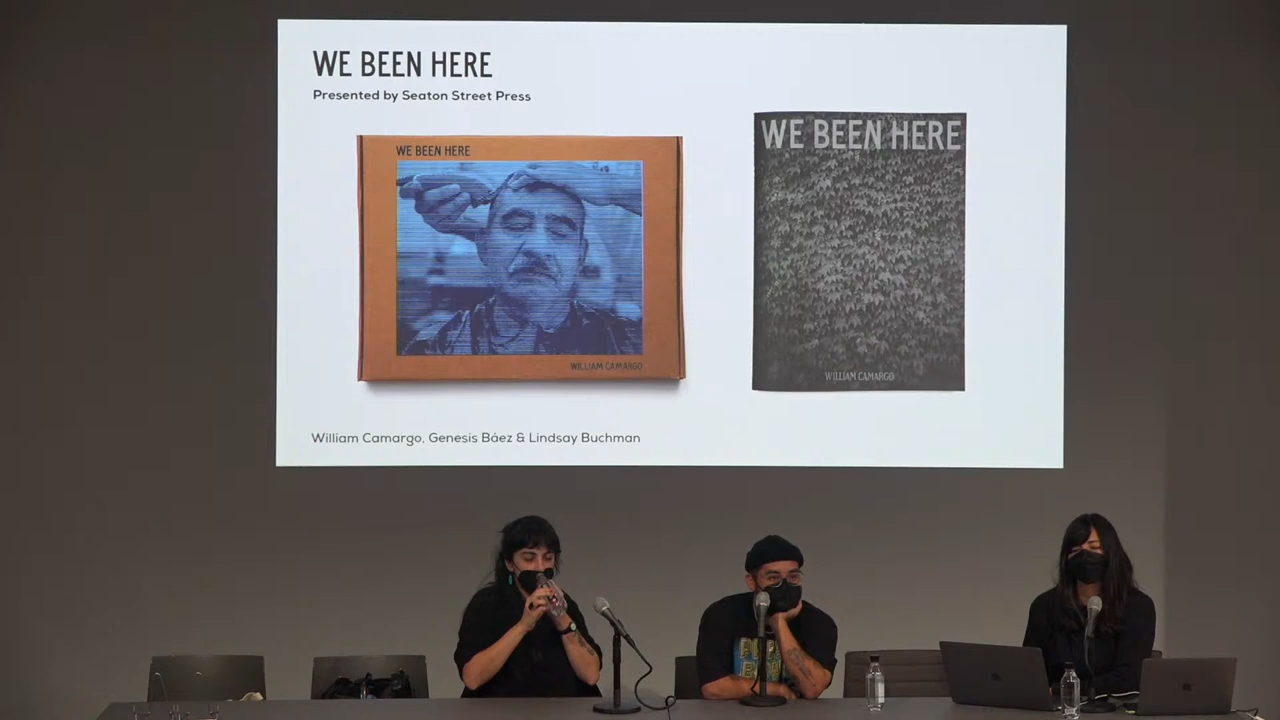 WE BEEN HERE
Presented by Seaton Street Press
WE BEEN HERE
WILLIAM CAMARGO
WE BEEN HERE
WILLIAM CAMARGO
William Camargo, Genesis Báez & Lindsay Buchman